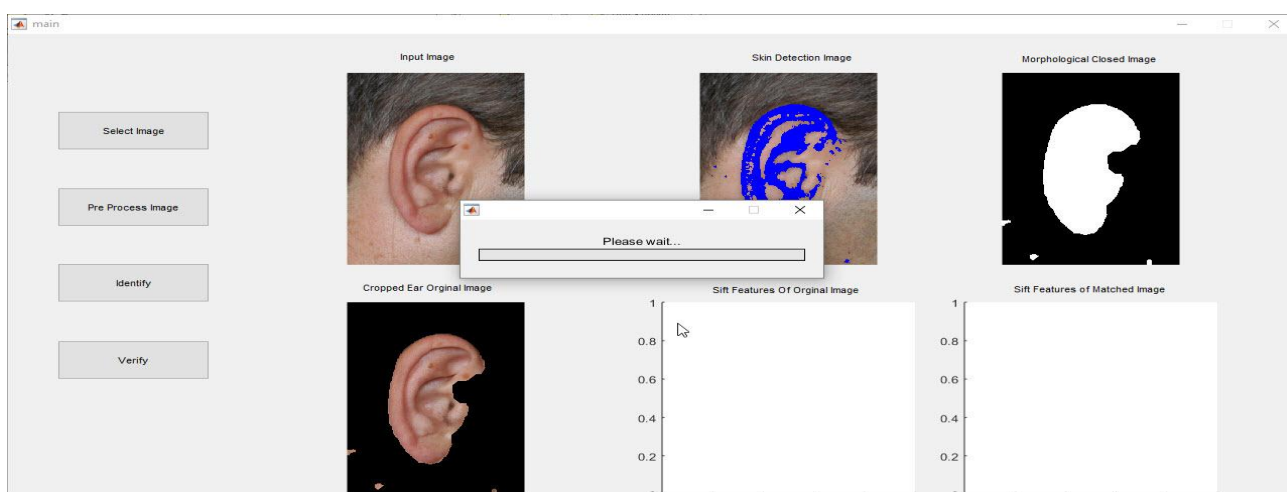 main
Input Image
Skin Detection Image
Morphological Closed Image
Select Image
Pre Process Image
Identify
Verify
Please wait...
Cropped Ear Orginal Image
Sift Features Of Orginal Image
Sift Features of Matched Image
1
0.8
0.6
0.4
0.2
1
0.8
0.6
0.4
0.2